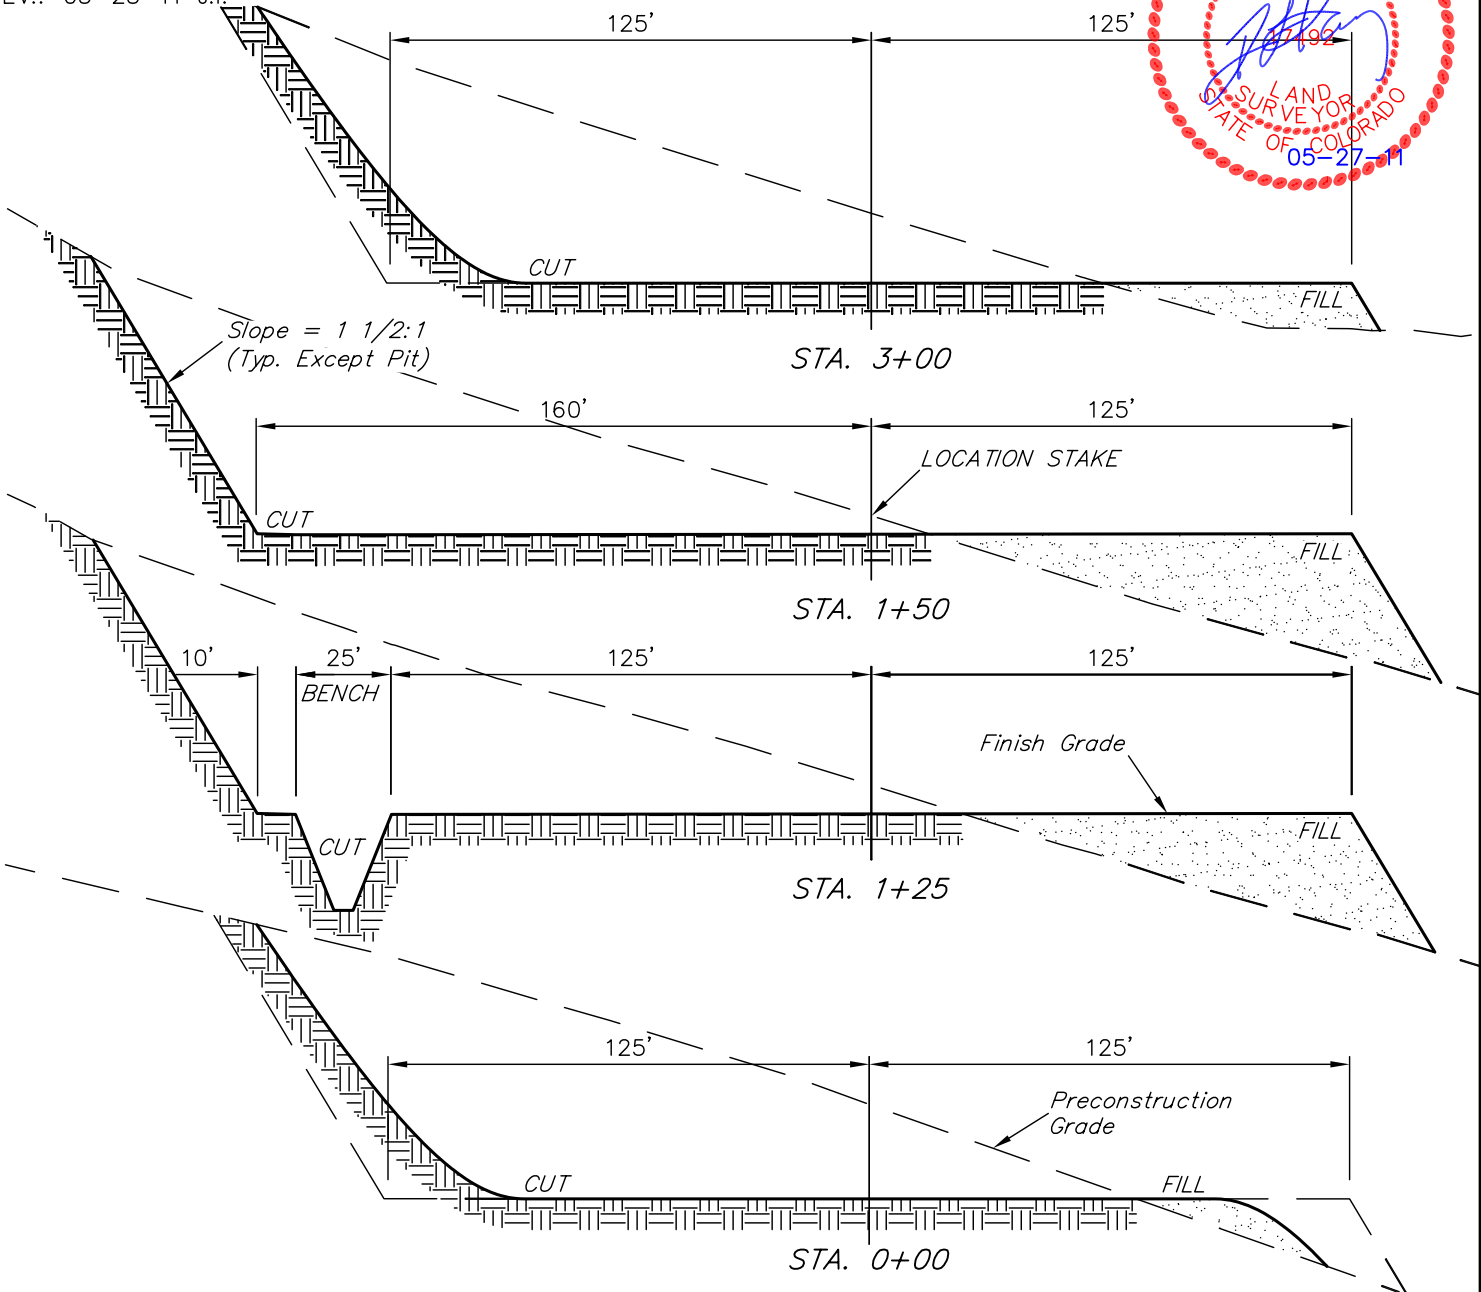 125'
125'
17492
LAND
SURVEYOR
STATE OF COLORADO
05-27-11
CUT
FILL
STA. 3+00
Slope = 1 1/2:1
(Typ. Except Pit)
160'
125'
LOCATION STAKE
CUT
FILL
STA. 1+50
10'
25'
125'
125'
BENCH
Finish Grade
CUT
FILL
STA. 1+25
125'
125'
Preconstruction
Grade
CUT
FILL
STA. 0+00